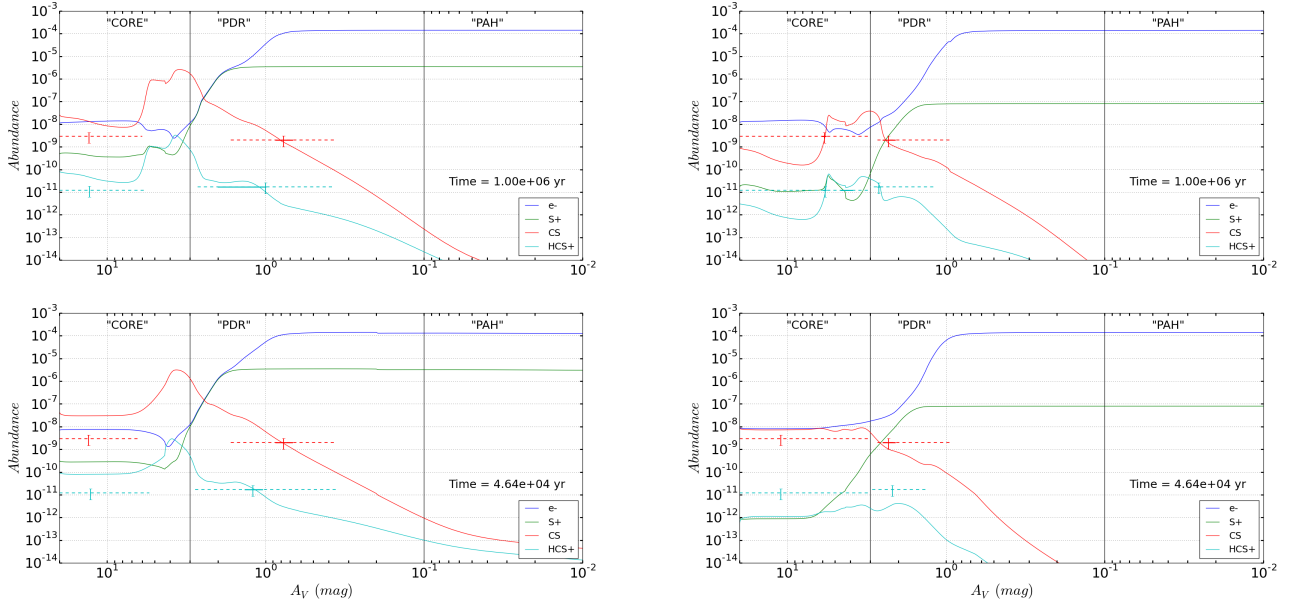 "CORE" "PDR" "PAH"
Abundance
10^-3
10^-4
10^-5
10^-6
10^-7
10^-8
10^-9
10^-10
10^-11
10^-12
10^-13
10^-14
Time = 1.00e+06 yr
e-
S+
CS
HCS+
10^1 10^0 10^-1 10^-2
"CORE" "PDR" "PAH"
Abundance
10^-3
10^-4
10^-5
10^-6
10^-7
10^-8
10^-9
10^-10
10^-11
10^-12
10^-13
10^-14
Time = 1.00e+06 yr
e-
S+
CS
HCS+
10^1 10^0 10^-1 10^-2
"CORE" "PDR" "PAH"
Abundance
10^-3
10^-4
10^-5
10^-6
10^-7
10^-8
10^-9
10^-10
10^-11
10^-12
10^-13
10^-14
Time = 4.64e+04 yr
e-
S+
CS
HCS+
10^1 10^0 10^-1 10^-2
A_V (mag)
"CORE" "PDR" "PAH"
Abundance
10^-3
10^-4
10^-5
10^-6
10^-7
10^-8
10^-9
10^-10
10^-11
10^-12
10^-13
10^-14
Time = 4.64e+04 yr
e-
S+
CS
HCS+
10^1 10^0 10^-1 10^-2
A_V (mag)